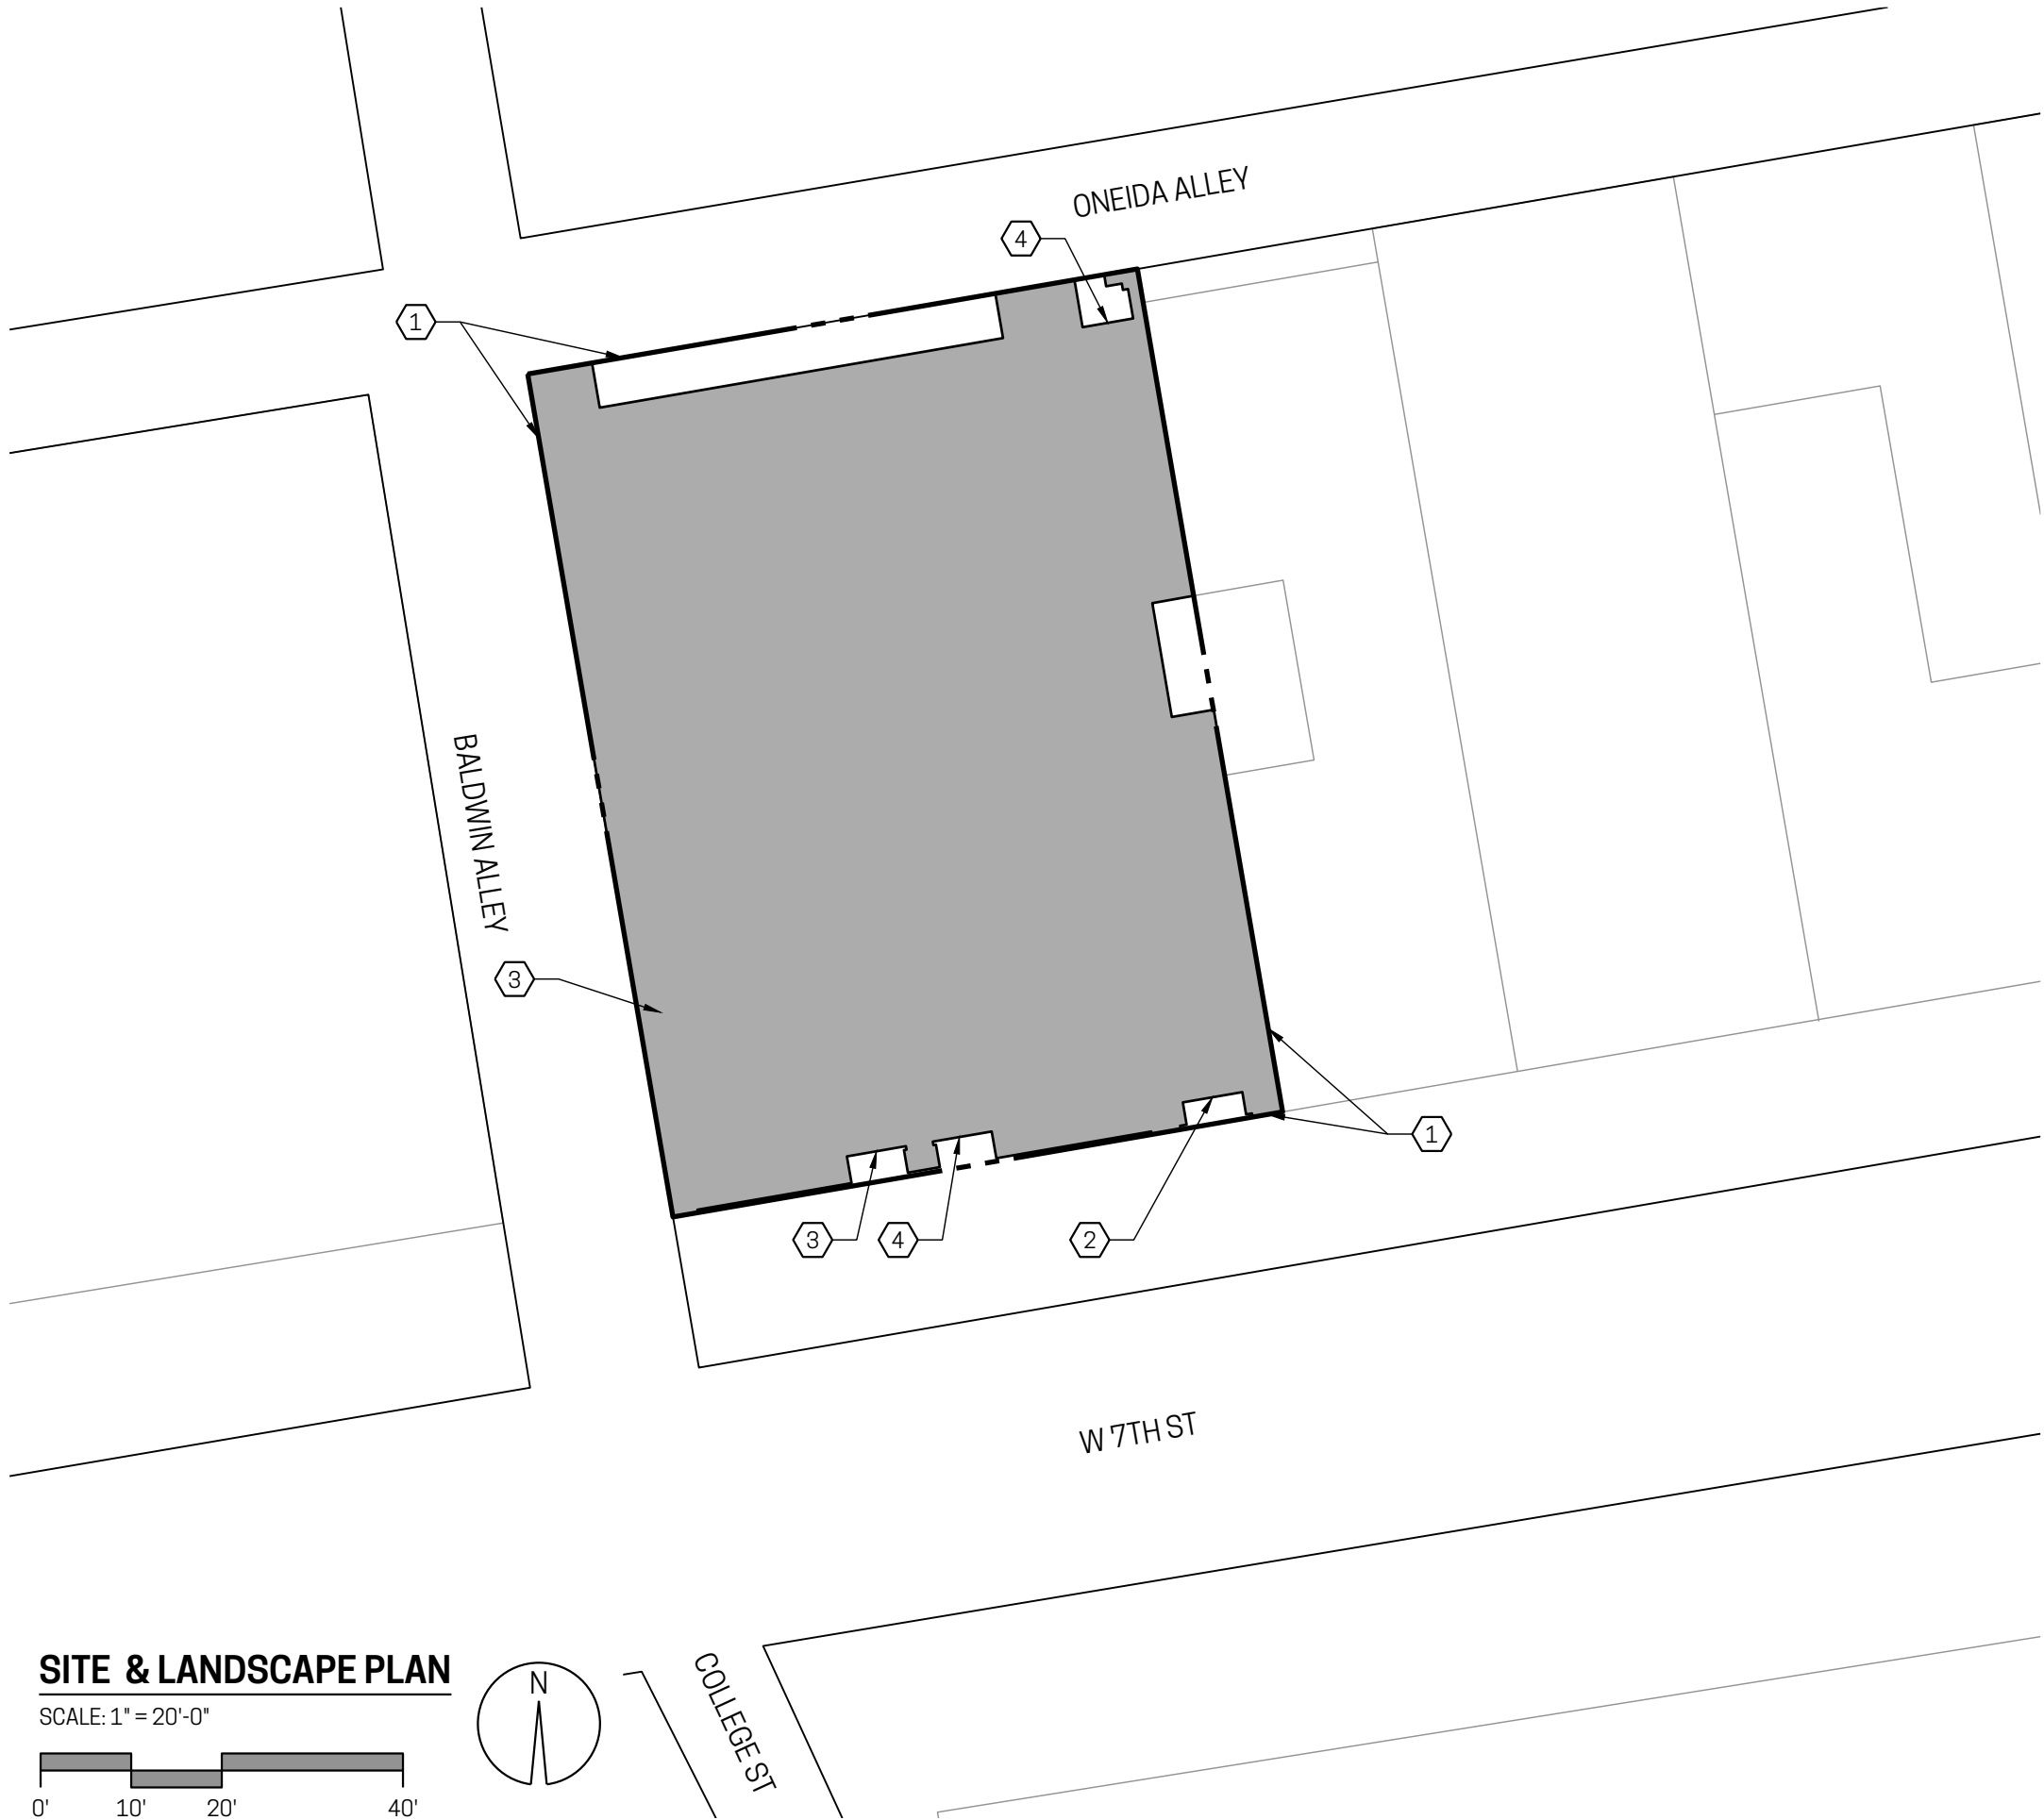 ONEIDA ALLEY
4
1
BALDWIN ALLEY
3
1
3
4
2
W 7TH ST
SITE & LANDSCAPE PLAN
SCALE: 1" = 20'-0"
N
COLLEGE ST
0' 10' 20' 40'